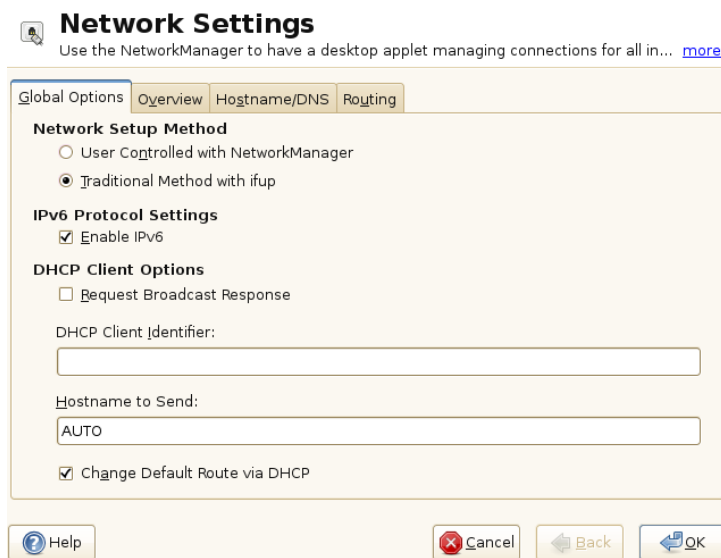 Network Settings
Use the NetworkManager to have a desktop applet managing connections for all in... more
Global Options Overview Hostname/DNS Routing
Network Setup Method
User Controlled with NetworkManager
Traditional Method with ifup
IPv6 Protocol Settings
Enable IPv6
DHCP Client Options
Request Broadcast Response
DHCP Client Identifier:
Hostname to Send:
AUTO
Change Default Route via DHCP
Help Cancel Back OK